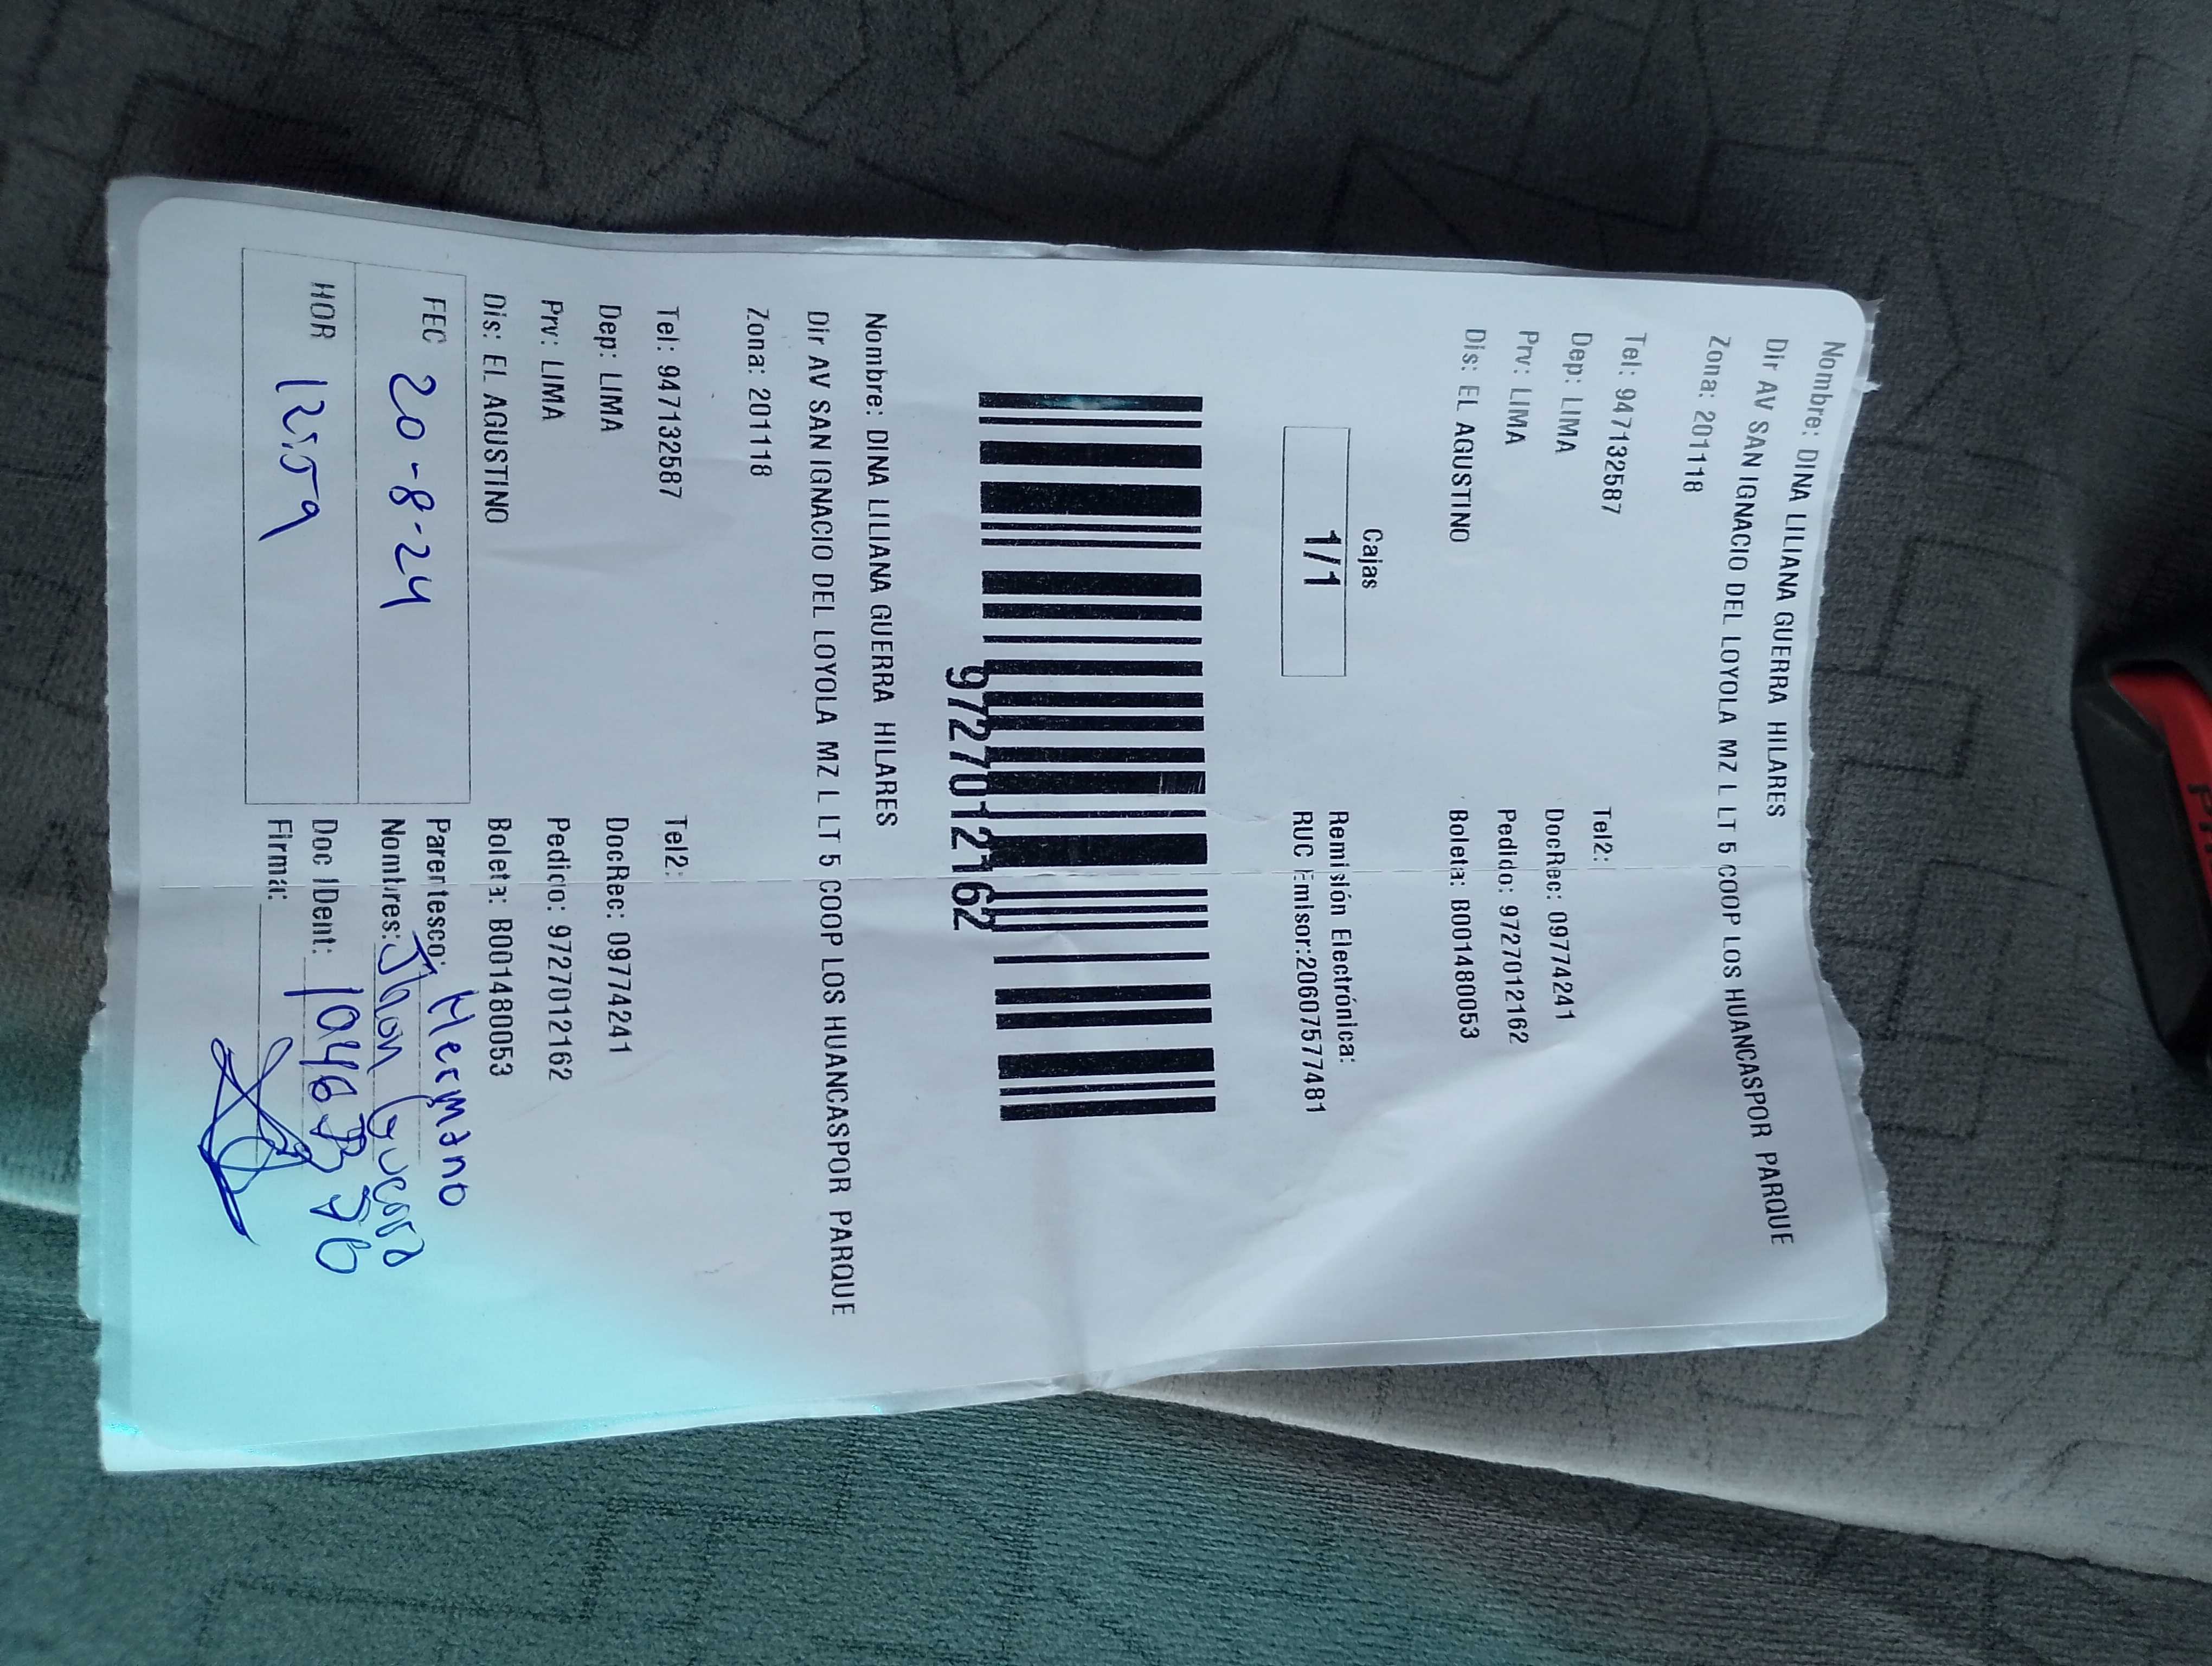 Nombre: DINA LILIANA GUERRA HILARES
Dir AV SAN IGNACIO DEL LOYOLA MZ L LT 5 COOP LOS HUANCASPOR PARQUE
Zona: 201118
Tel: 947132587 Tel2:
Dep: LIMA DocRec: 09774241
Prv: LIMA Pedido: 9727012162
Dis: EL AGUSTINO Boleta: B001480053
Cajas
1/1
Remisión Electrónica:
RUC Emisor:20607577481
9727012162
Nombre: DINA LILIANA GUERRA HILARES
Dir AV SAN IGNACIO DEL LOYOLA MZ L LT 5 COOP LOS HUANCASPOR PARQUE
Zona: 201118
Tel: 947132587 Tel2:
Dep: LIMA DocRec: 09774241
Prv: LIMA Pedido: 9727012162
Dis: EL AGUSTINO Boleta: B001480053
FEC 20-8-24 Parentesco: Hermano
HOR 12:59 Nombres: Jhon
Doc IDent:
Firma: